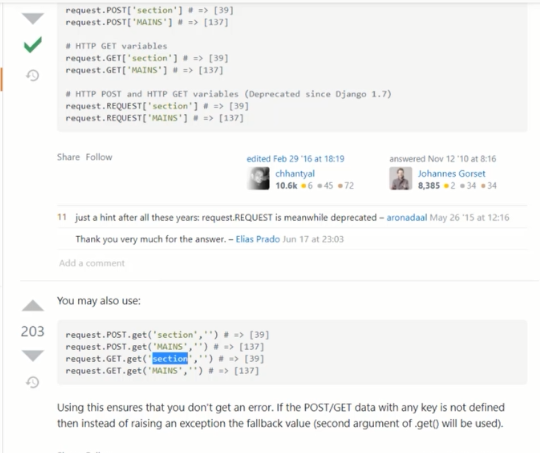 request.POST['section'] # => [39]
request.POST['MAINS'] # => [137]
# HTTP GET variables
request.GET['section'] # => [39]
request.GET['MAINS'] # => [137]
# HTTP POST and HTTP GET variables (Deprecated since Django 1.7)
request.REQUEST['section'] # => [39]
request.REQUEST['MAINS'] # => [137]
Share Follow
edited Feb 29 '16 at 18:19
chhantyal
10.6k 6 45 72
answered Nov 12 '10 at 8:16
Johannes Gorset
8,385 2 34 34
11 just a hint after all these years: request.REQUEST is meanwhile deprecated – aronadaal May 26 '15 at 12:16
Thank you very much for the answer. – Elias Prado Jun 17 at 23:03
Add a comment
You may also use:
203
request.POST.get('section','') # => [39]
request.POST.get('MAINS','') # => [137]
request.GET.get('section','') # => [39]
request.GET.get('MAINS','') # => [137]
Using this ensures that you don't get an error. If the POST/GET data with any key is not defined
then instead of raising an exception the fallback value (second argument of .get() will be used).